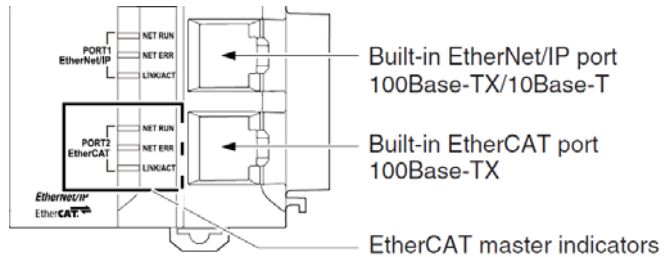 PORT1
EtherNet/IP
NET RUN
NET ERR
LINK/ACT
Built-in EtherNet/IP port
100Base-TX/10Base-T
PORT2
EtherCAT
NET RUN
NET ERR
LINK/ACT
Built-in EtherCAT port
100Base-TX
EtherNet/IP
EtherCAT
EtherCAT master indicators